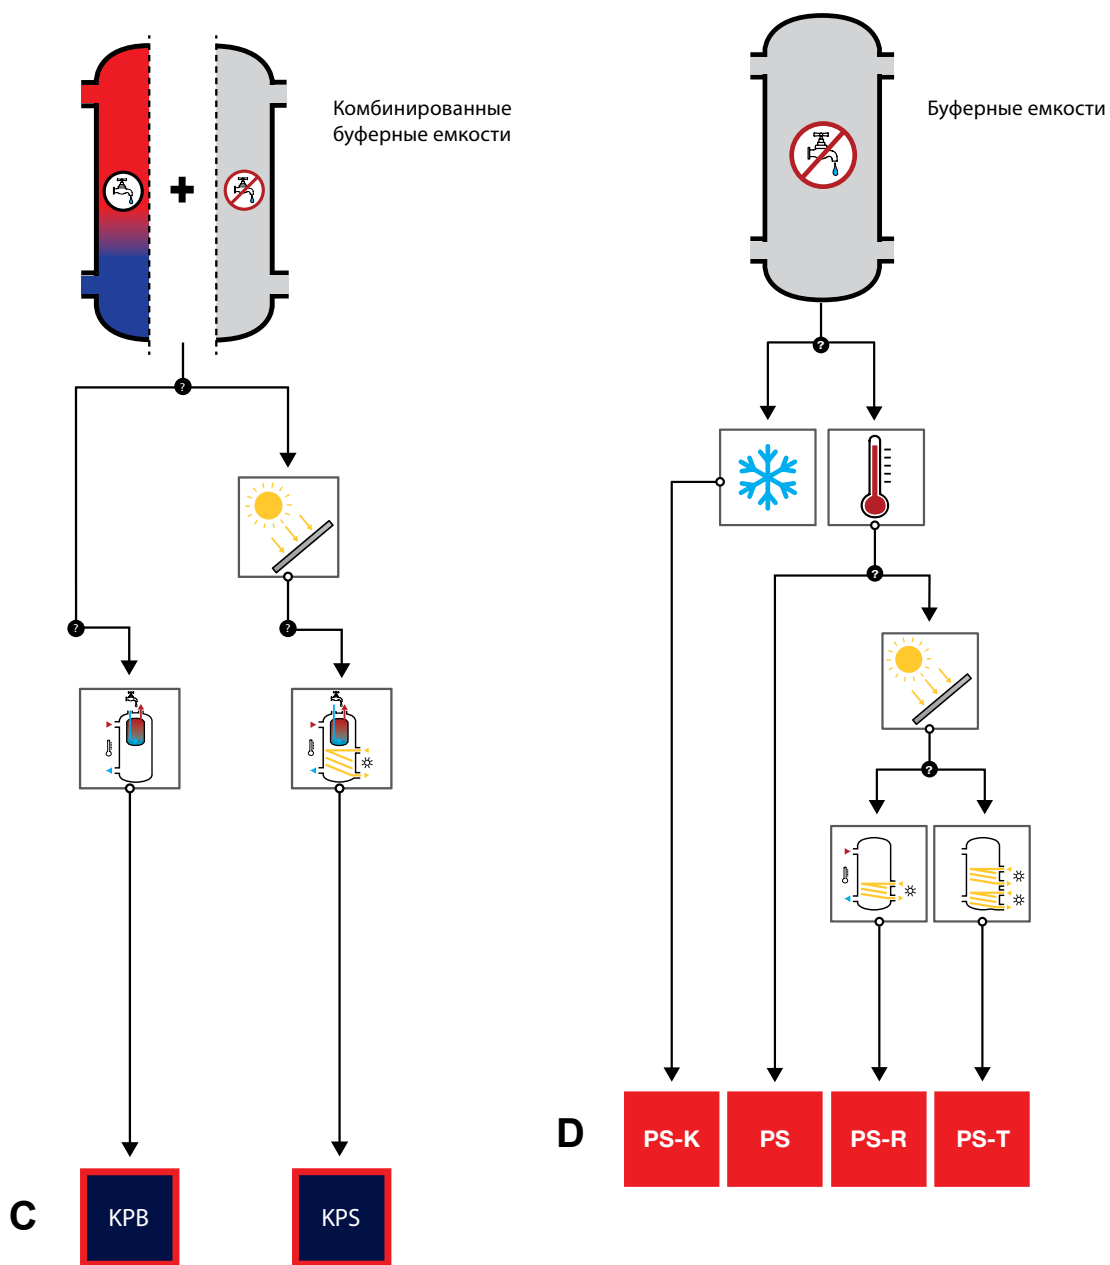 Комбинированные
буферные емкости
Буферные емкости
?
?
?
?
?
?
D
PS-K
PS
PS-R
PS-T
C
KPB
KPS